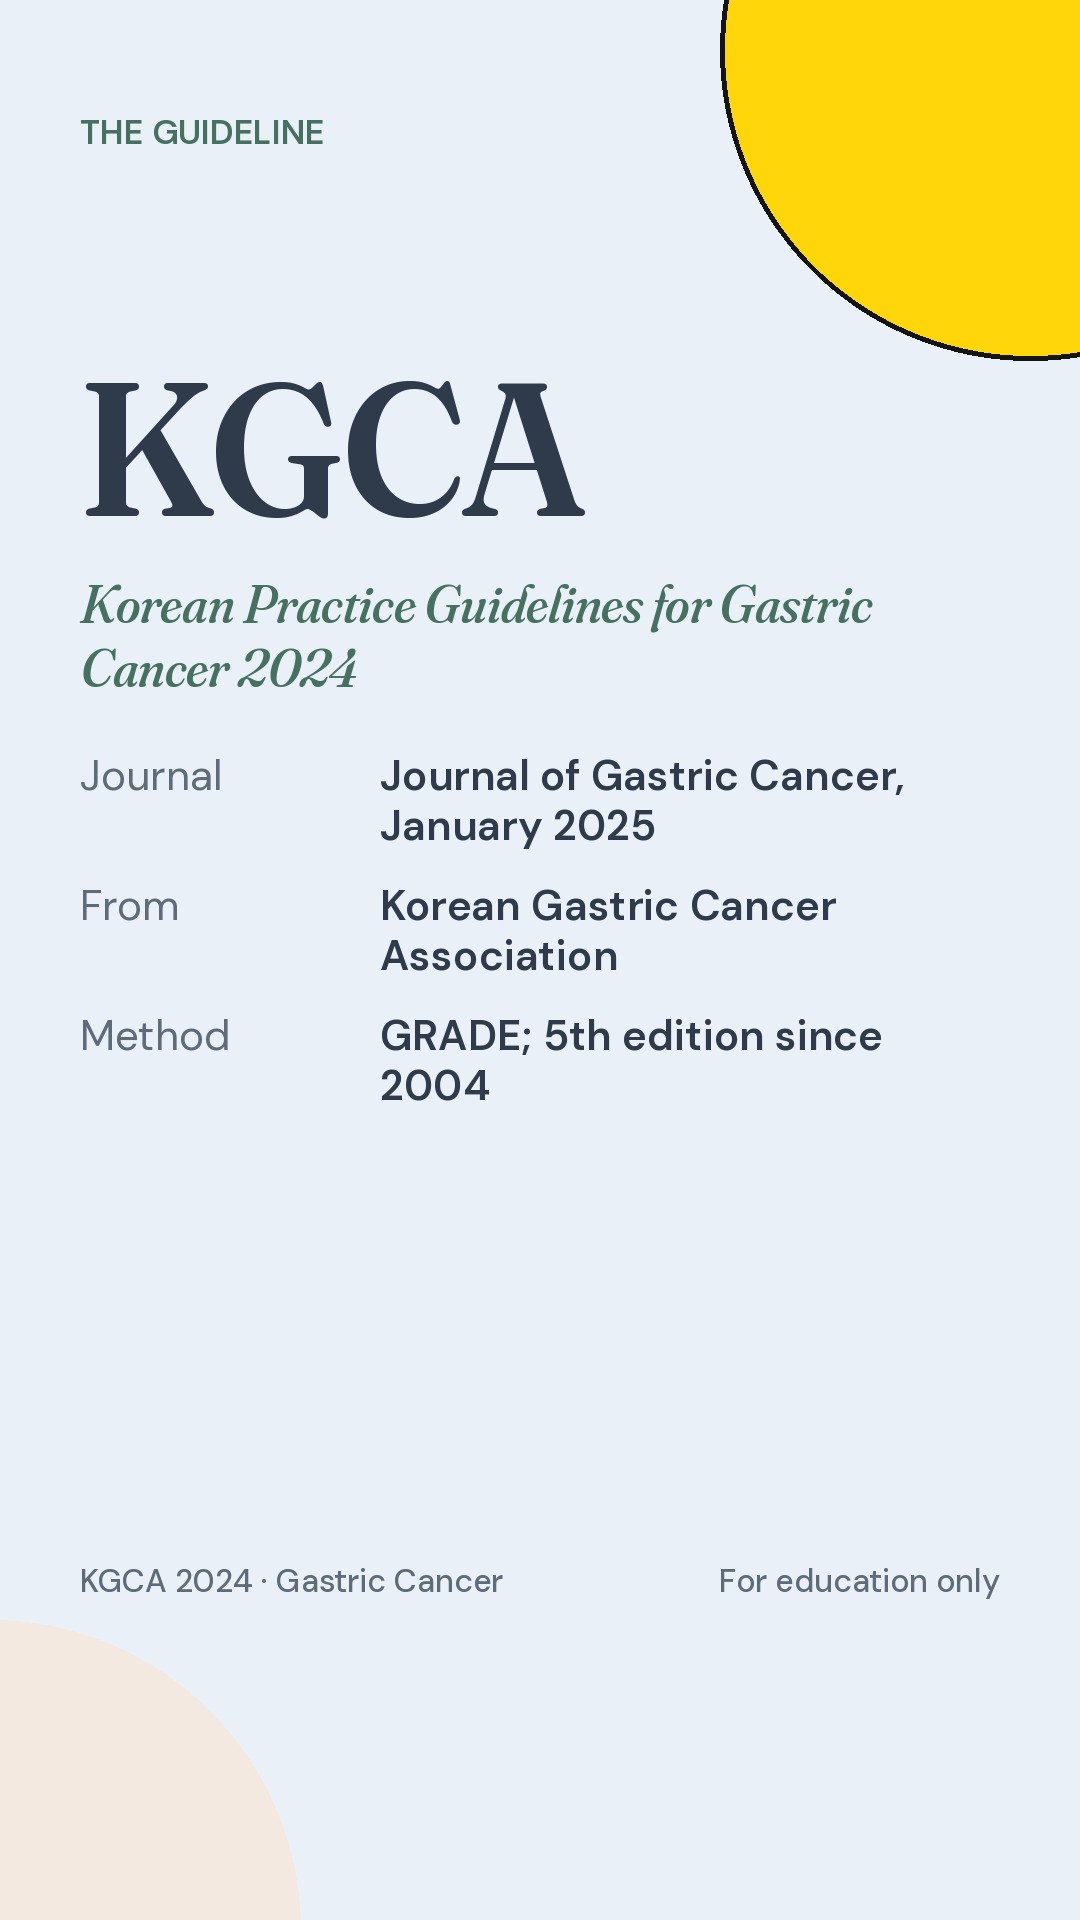 THE GUIDELINE
KGCA
Korean Practice Guidelines for Gastric
Cancer 2024
Journal
Journal of Gastric Cancer,
January 2025
From
Korean Gastric Cancer
Association
Method
GRADE; 5th edition since
2004
KGCA 2024 · Gastric Cancer
For education only